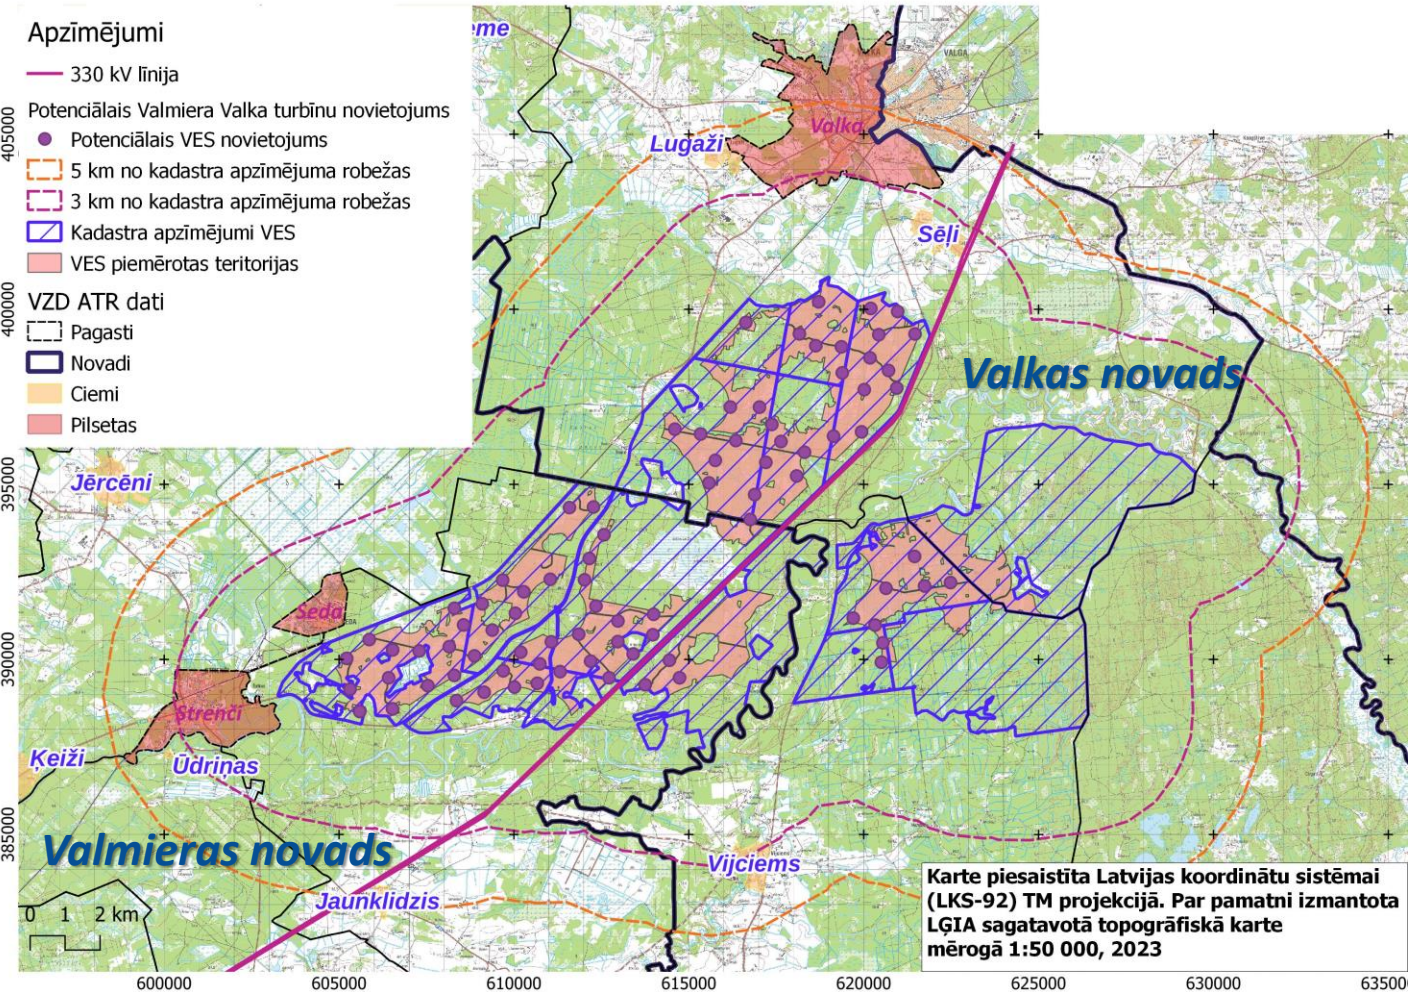 Apzīmējumi
330 kV līnija
Potenciālais Valmiera Valka turbīnu novietojums
Potenciālais VES novietojums
5 km no kadastra apzīmējuma robežas
3 km no kadastra apzīmējuma robežas
Kadastra apzīmējumi VES
VES piemērotas teritorijas
VZD ATR dati
Pagasti
Novadi
Ciemi
Pilsetas
eme
VALGA
Valka
Lugaži
Sēļi
Valkas novads
Jērcēni
Seda
Strenči
Ķeiži
Ūdriņas
Valmieras novads
Vijciems
Jaunklidzis
0 1 2 km
Karte piesaistīta Latvijas koordinātu sistēmai
(LKS-92) TM projekcijā. Par pamatni izmantota
LĢIA sagatavotā topogrāfiskā karte
mērogā 1:50 000, 2023
405000
400000
395000
390000
385000
600000 605000 610000 615000 620000 625000 630000 63500